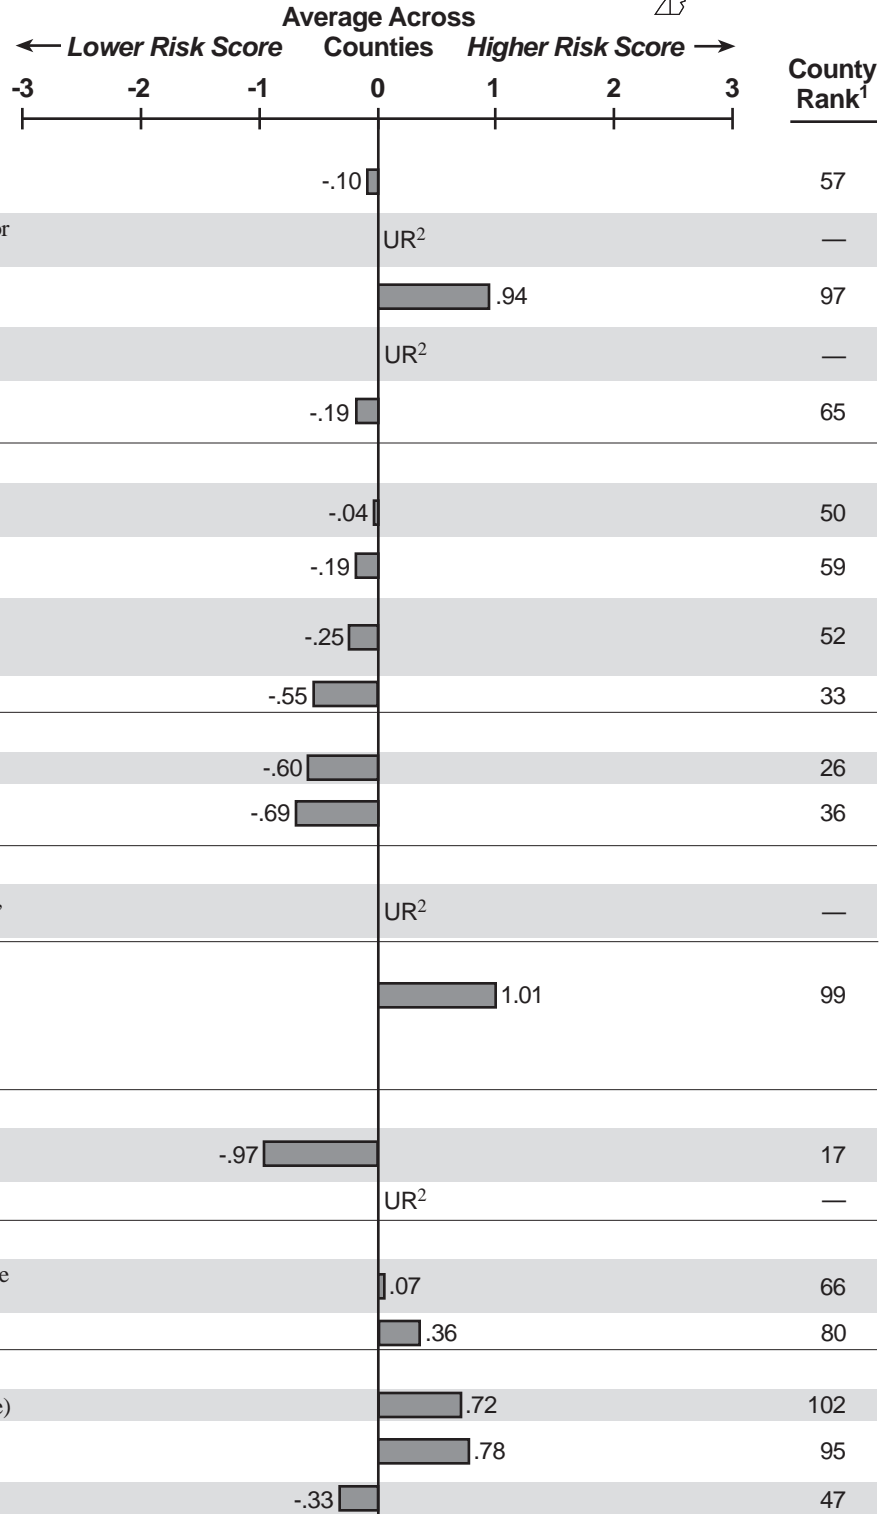 Average Across
Lower Risk Score Counties Higher Risk Score
County
Rank1
-3 -2 -1 0 1 2 3
-.10 57
or
UR2 —
.94 97
UR2 —
-.19 65
-.04 50
-.19 59
-.25 52
-.55 33
-.60 26
-.69 36
, UR2 —
1.01 99
-.97 17
UR2 —
e
.07 66
.36 80
e) .72 102
.78 95
-.33 47